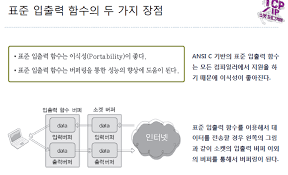 표준 입출력 함수의 두 가지 장점
TCP
IP
• 표준 입출력 함수는 이식성(Portability)이 좋다.
• 표준 입출력 함수는 버퍼링을 통한 성능의 향상에 도움이 된다.
ANSI C 기반의 표준 입출력 함수
는 모든 컴파일러에서 지원을 하
기 때문에 이식성이 좋아진다.
입출력 함수 버퍼
소켓 버퍼
data
data
입력버퍼
입력버퍼
인터넷
data
data
출력버퍼
출력버퍼
표준 입출력 함수를 이용해서 데
이터를 전송할 경우 왼쪽의 그림
과 같이 소켓의 입출력 버퍼 이외
의 버퍼를 통해서 버퍼링이 된다.